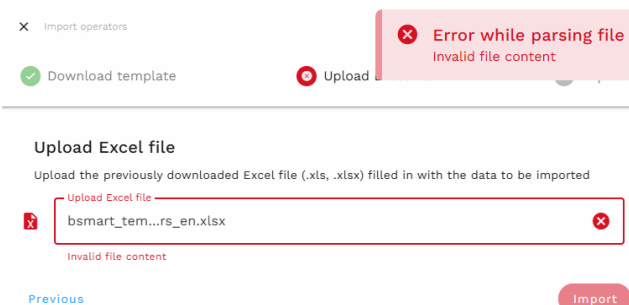 Import operators
Error while parsing file
Invalid file content
Download template
Upload
Upload Excel file
Upload the previously downloaded Excel file (.xls, .xlsx) filled in with the data to be imported
Upload Excel file
bsmart_tem...rs_en.xlsx
Invalid file content
Previous
Import